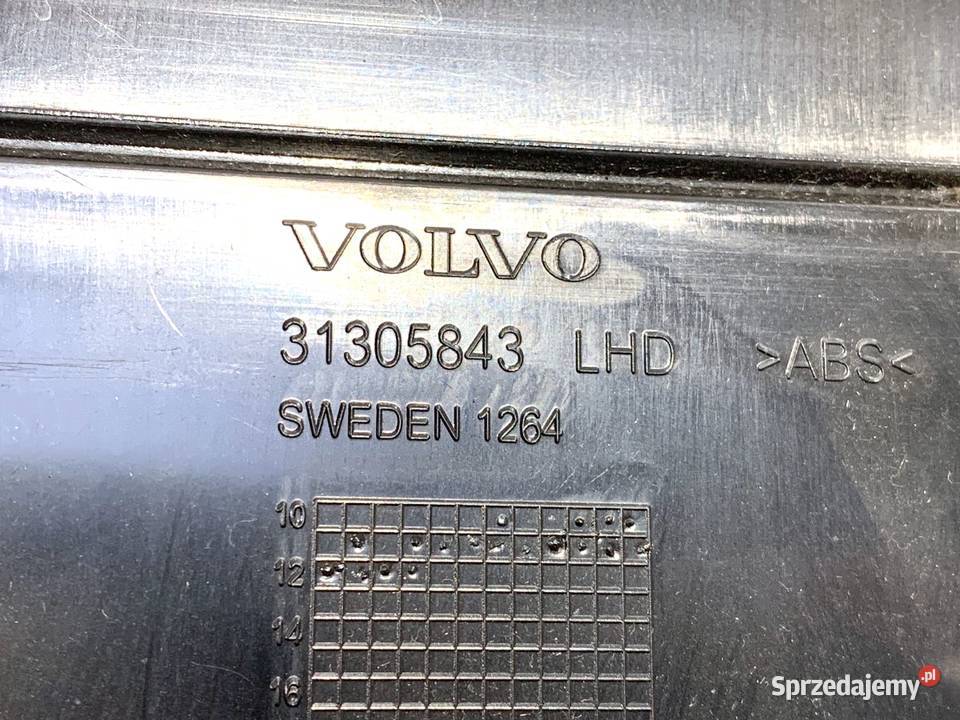 VOLVO
31305843 LHD >ABS<
SWEDEN 1264
10
12
14
16
Sprzedajemy.pl